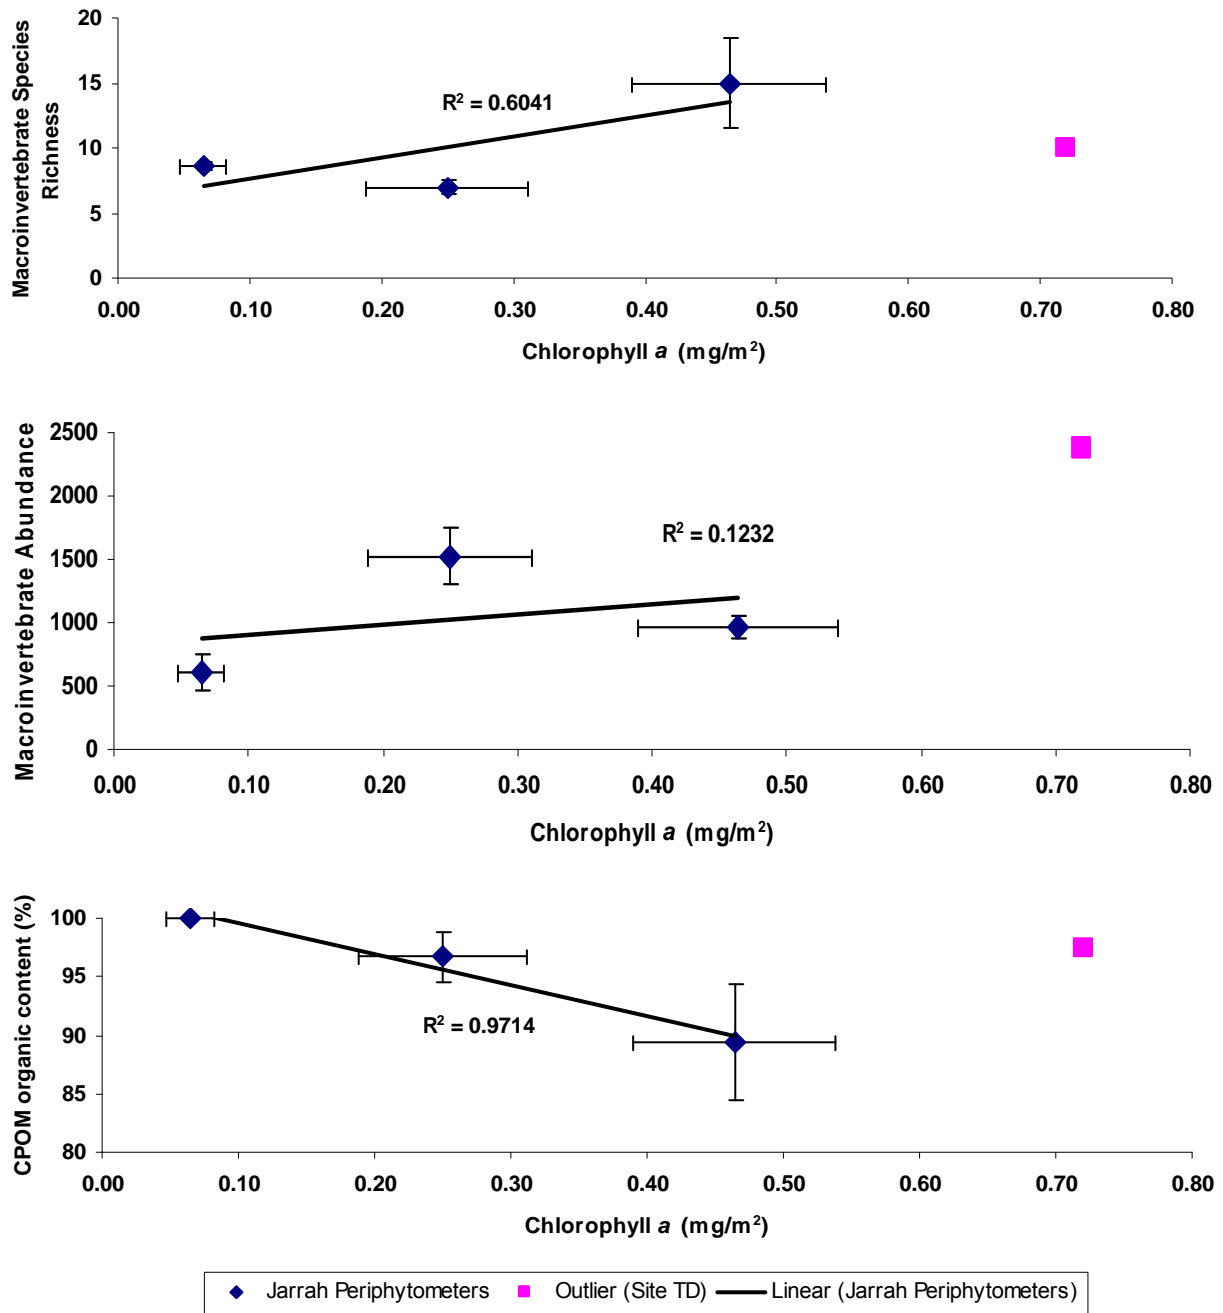 20
15
10
5
0
Macroinvertebrate Species
Richness
R² = 0.6041
0.00 0.10 0.20 0.30 0.40 0.50 0.60 0.70 0.80
Chlorophyll a (mg/m²)
2500
2000
1500
1000
500
0
Macroinvertebrate Abundance
R² = 0.1232
0.00 0.10 0.20 0.30 0.40 0.50 0.60 0.70 0.80
Chlorophyll a (mg/m²)
100
95
90
85
80
CPOM organic content (%)
R² = 0.9714
0.00 0.10 0.20 0.30 0.40 0.50 0.60 0.70 0.80
Chlorophyll a (mg/m²)
Jarrah Periphytometers Outlier (Site TD) Linear (Jarrah Periphytometers)